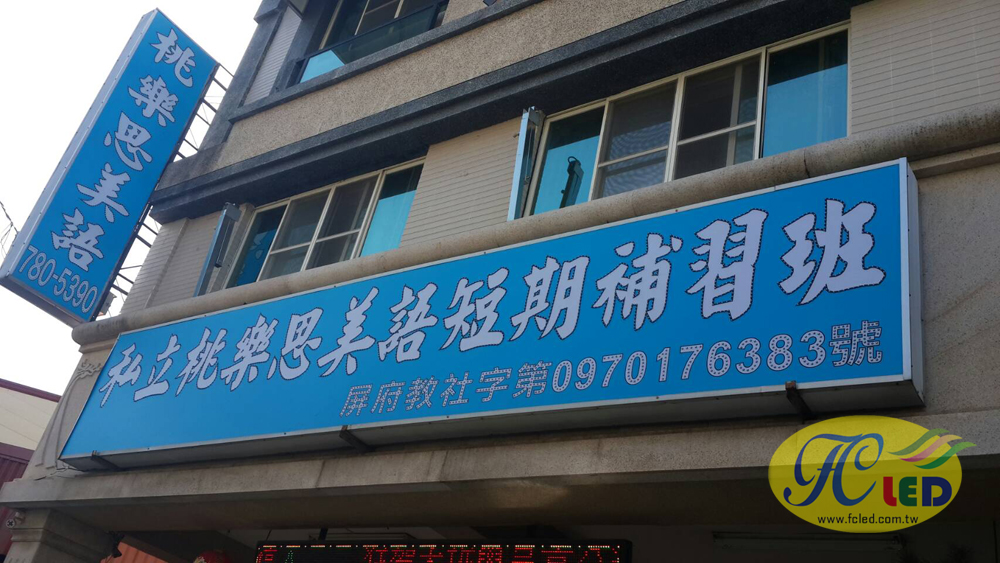 桃樂思美語
780-5390
私立桃樂思美語短期補習班
屏府教社字第0970176383號
FC LED
www.fcled.com.tw